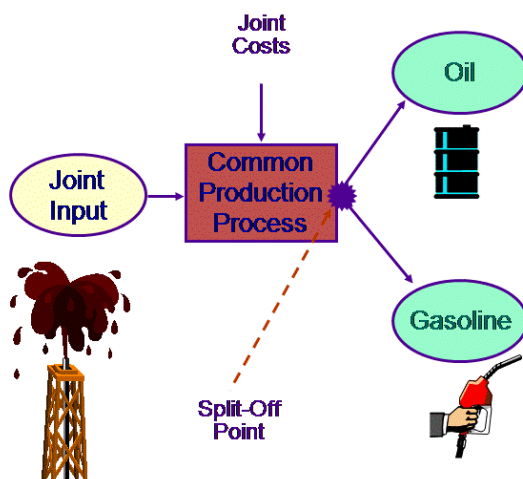 Joint
Costs
Oil
Joint
Input
Common
Production
Process
Gasoline
Split-Off
Point